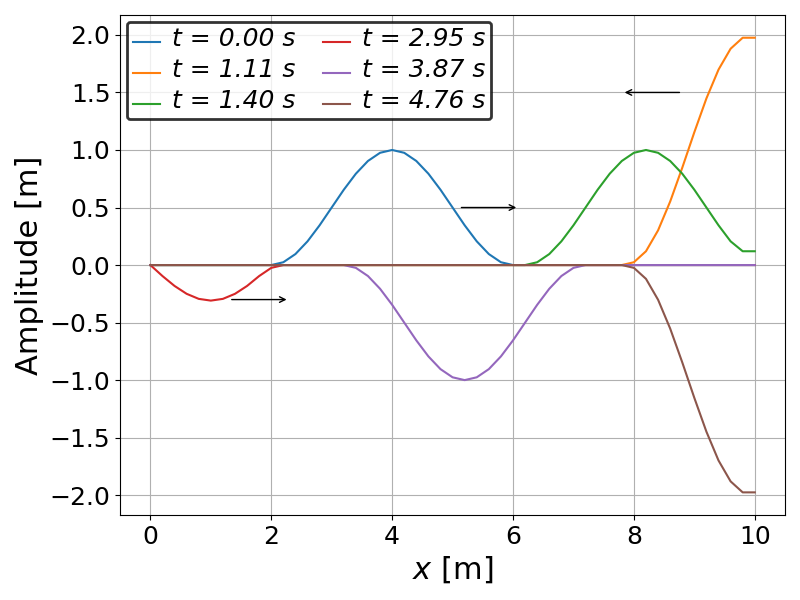 t = 0.00 s
t = 1.11 s
t = 1.40 s
t = 2.95 s
t = 3.87 s
t = 4.76 s
Amplitude [m]
2.0
1.5
1.0
0.5
0.0
−0.5
−1.0
−1.5
−2.0
0 2 4 6 8 10
x [m]